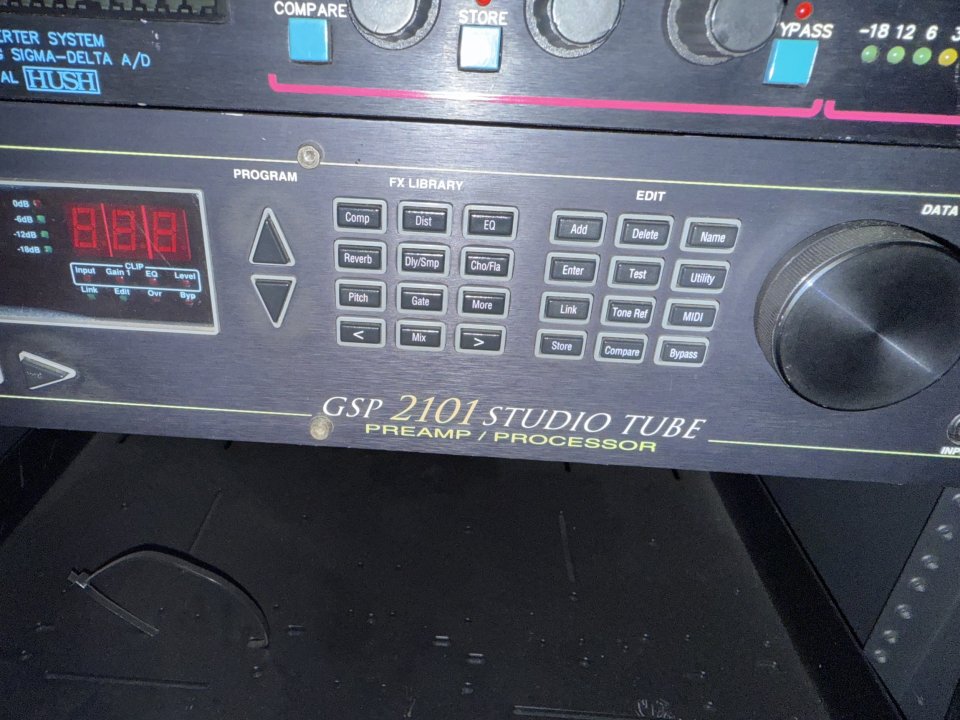 COMPARE
STORE
YPASS
-18 12 6 3
ERTER SYSTEM
G SIGMA-DELTA A/D
AL HUSH
PROGRAM
FX LIBRARY
EDIT
DATA
0dB
-6dB
-12dB
-18dB
888
CLIP
Input Gain 1 EQ Level
Link Edit Ovr Byp
Comp Dist EQ
Reverb Dly/Smp Cho/Fla
Pitch Gate More
< Mix >
Add Delete Name
Enter Test Utility
Link Tone Ref MIDI
Store Compare Bypass
GSP 2101 STUDIO TUBE
PREAMP / PROCESSOR
INP